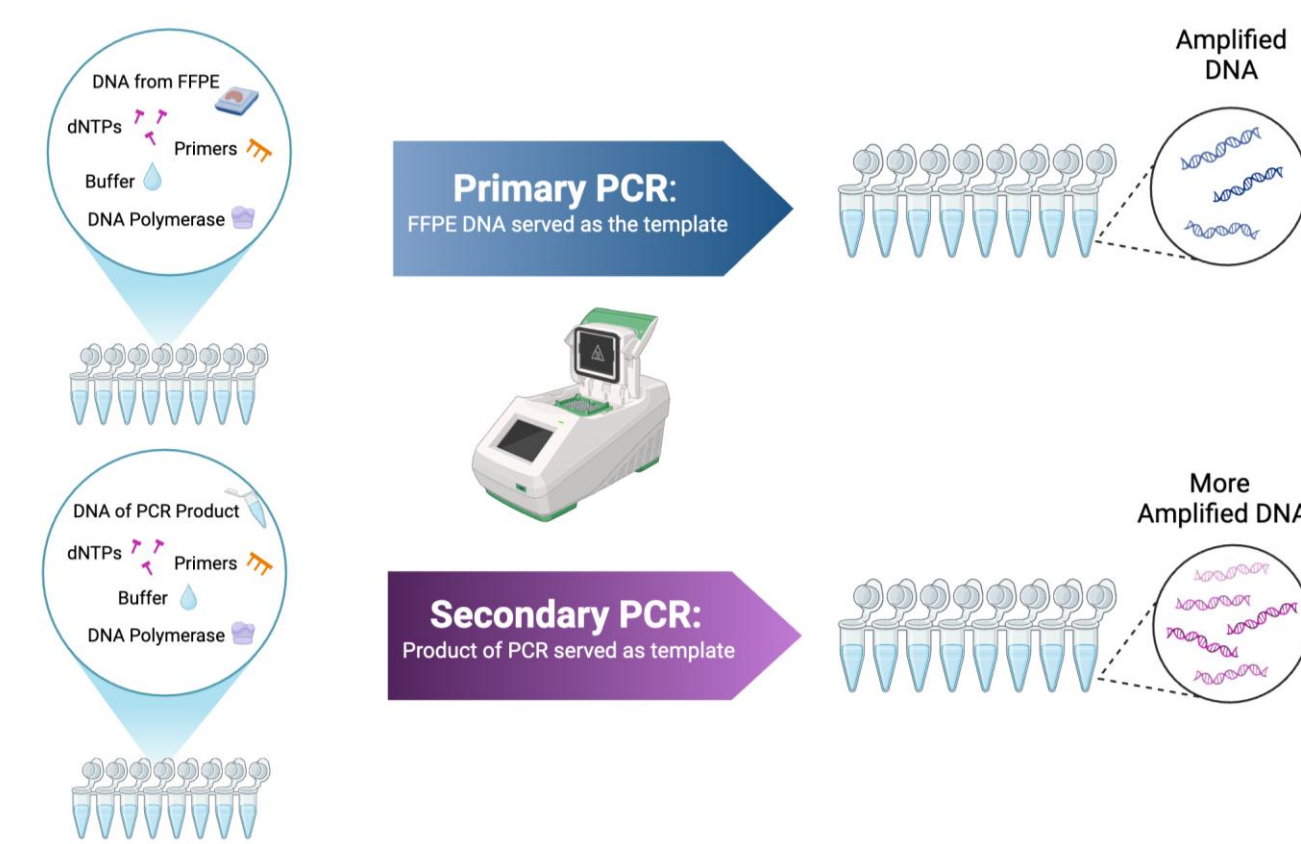 DNA from FFPE
dNTPs
Primers
Buffer
DNA Polymerase
Primary PCR:
FFPE DNA served as the template
Amplified
DNA
DNA of PCR Product
dNTPs
Primers
Buffer
DNA Polymerase
Secondary PCR:
Product of PCR served as template
More
Amplified DNA